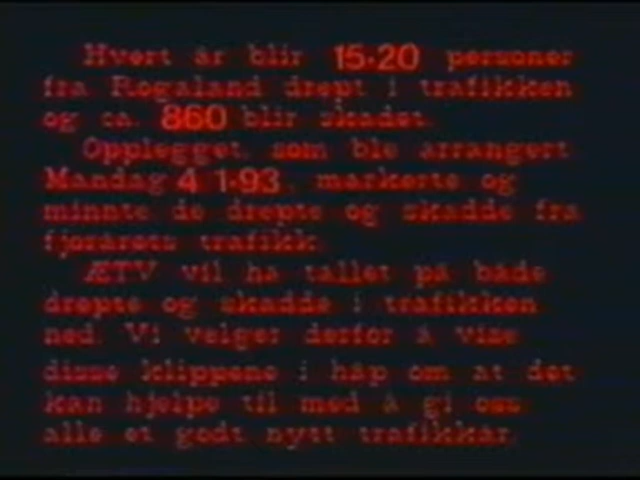 Hvert år blir 15-20 personer
fra Rogaland drept i trafikken
og ca. 860 blir skadet.
Opplegget, som ble arrangert
Mandag 4 1-93, markerte og
minnte de drepte og skadde fra
fjorårets trafikk.
ÆTV vil ha tallet på både
drepte og skadde i trafikken
ned. Vi velger derfor å vise
disse klippene i håp om at det
kan hjelpe til med å gi oss
alle et godt nytt trafikkår.